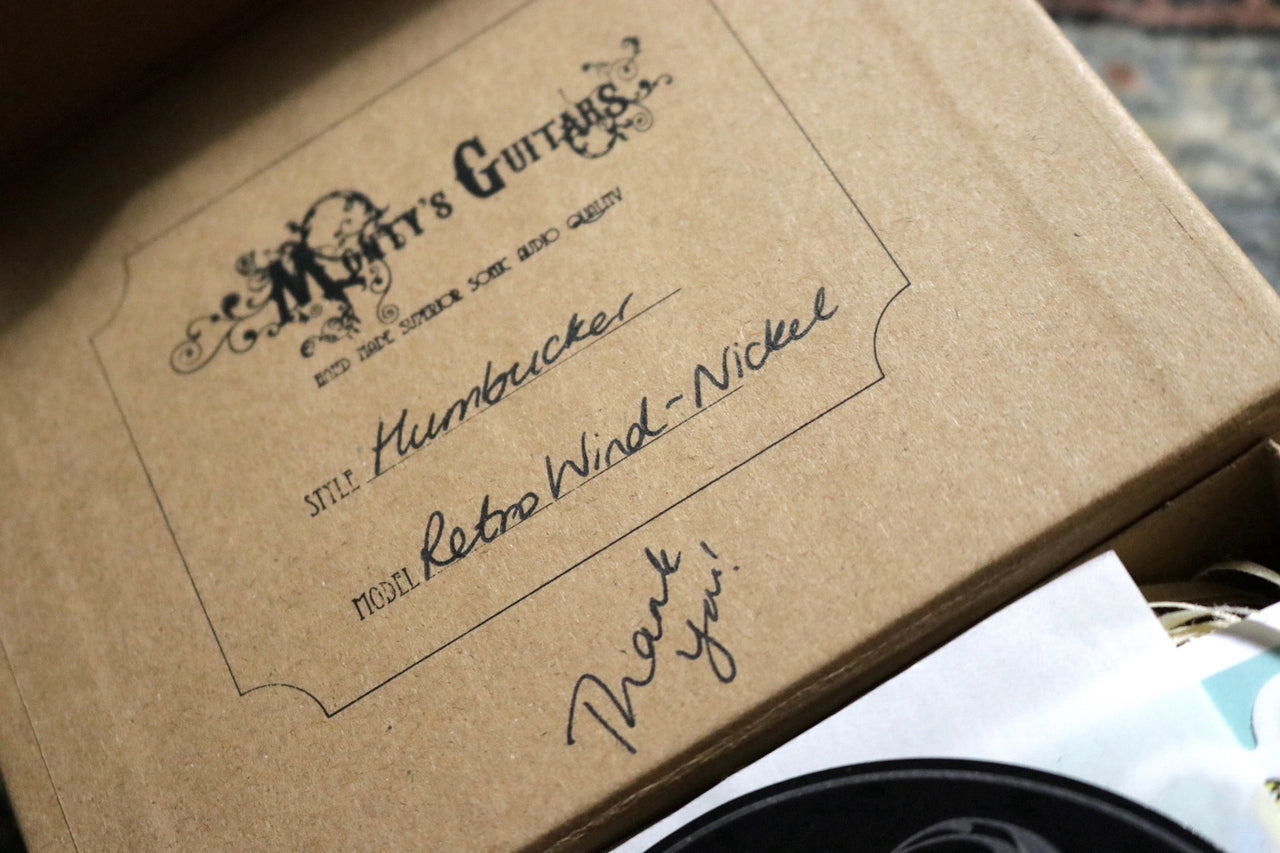 MONTY'S GUITARS
HAND MADE SUPERIOR SONIC AUDIO QUALITY
STYLE Humbucker
MODEL Retro Wind-Nickel
Thank
you!